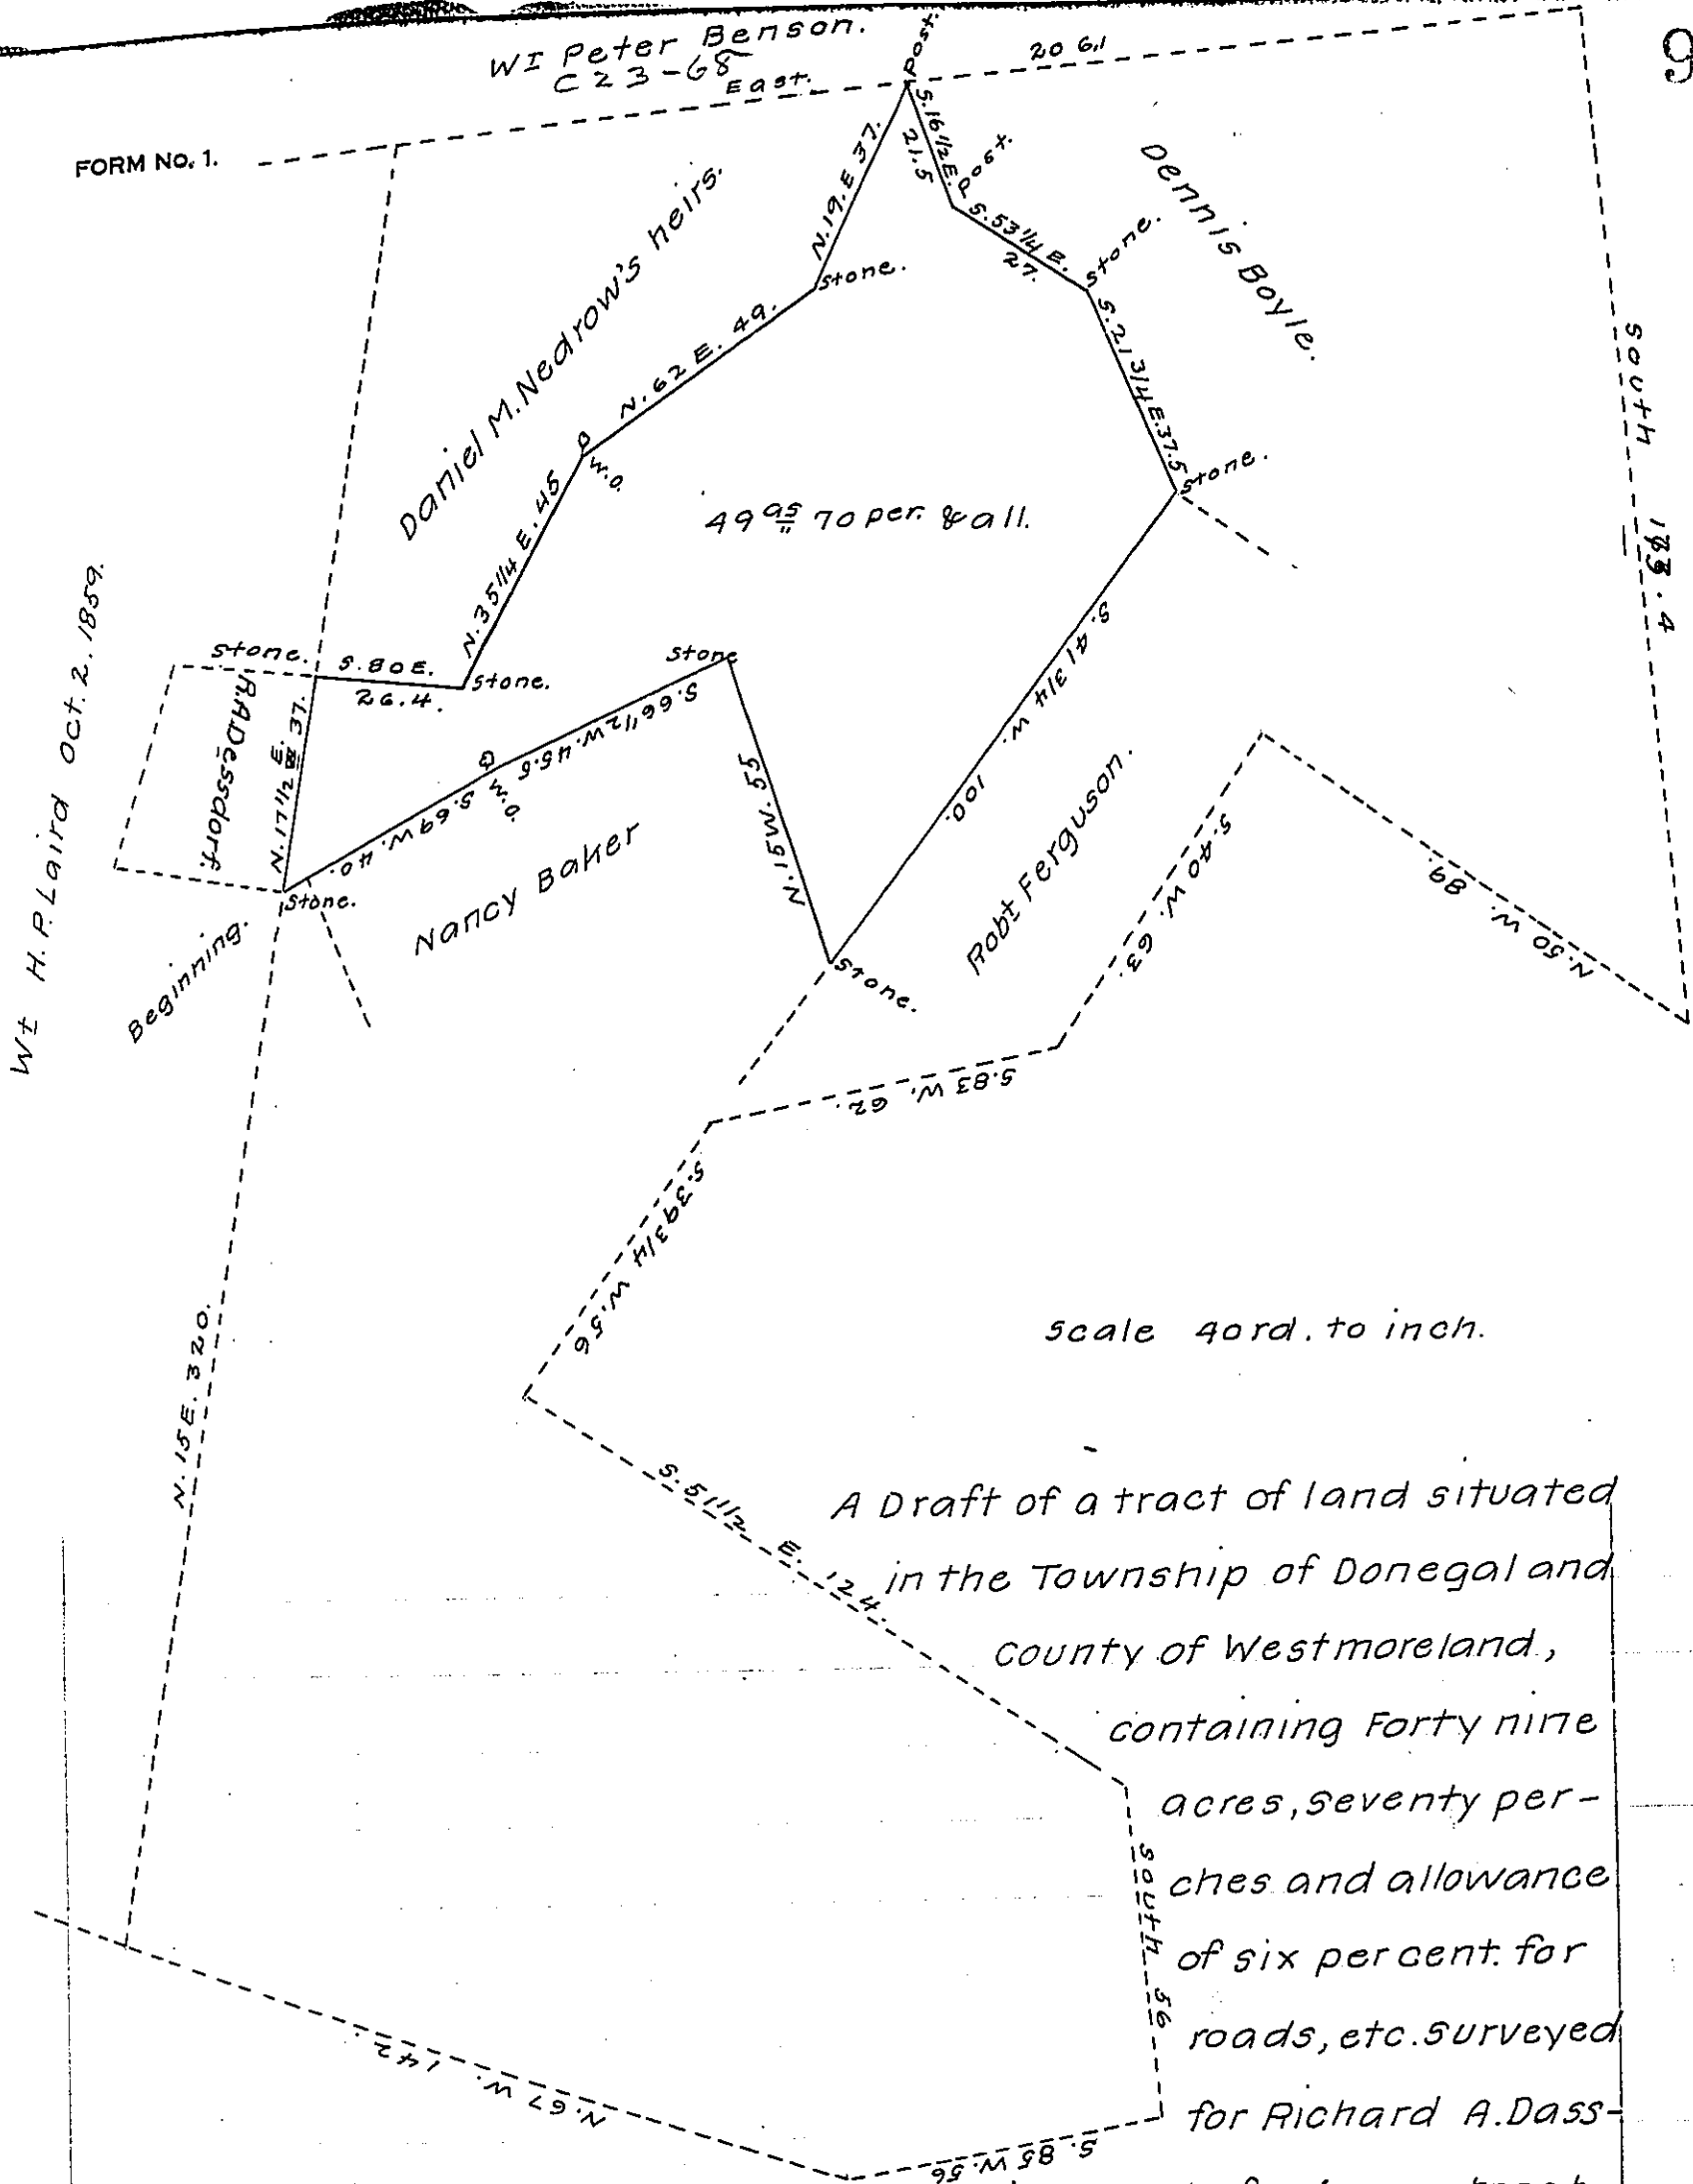 9
WI Peter Benson.
C23-68
East.
Post.
20 6.1
FORM No. 1.
Daniel M. Nedrow's heirs.
N.19.E 37.
S.16 1/2 E.
21.5
Post.
S.53 1/4 E.
27.
Stone.
Dennis Boyle.
Stone.
S.21 3/4 E.37.5
Stone.
South
N. 62 E. 49.
B
W.O.
N.35 1/4 E. 45
49 as 70 per. & all.
Wt H.P. Laird Oct. 2. 1859.
Stone.
S. 80 E.
26.4.
Stone.
R.A. Dessdorf.
N.17 1/2 E. 37.
Stone
S.66 1/2 W. 45.5
B
W.O.
S.69 W. 40.
Stone.
Beginning.
Nancy Baker
N.15 W. 55
S. 41 3/4 W.
100.
Stone.
Robt Ferguson.
S. 40 W. 63.
N. 50 W. 89.
S. 83 W. 62.
S. 39 3/4 W. 56
N. 15 E. 320.
scale 40 rd. to inch.
S. 51 1/2 E. 124.
A Draft of a tract of land situated
in the Township of Donegal and
County of Westmoreland,
containing Forty nine
acres, seventy per-
ches and allowance
of six per cent. for
roads, etc. surveyed
for Richard A. Dass-
South 56
N. 67 W. 142.
S. 85 W. 56